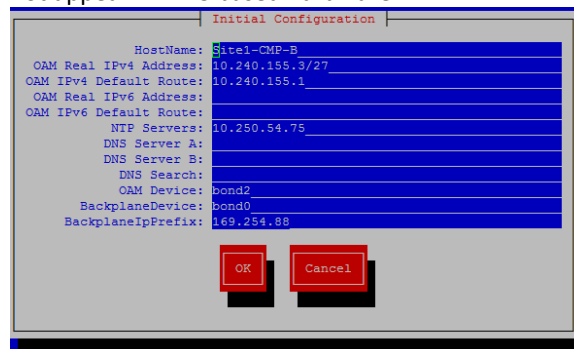 Initial Configuration
HostName: Site1-CMP-B
OAM Real IPv4 Address: 10.240.155.3/27
OAM IPv4 Default Route: 10.240.155.1
OAM Real IPv6 Address:
OAM IPv6 Default Route:
NTP Servers: 10.250.54.75
DNS Server A:
DNS Server B:
DNS Search:
OAM Device: bond2
BackplaneDevice: bond0
BackplaneIpPrefix: 169.254.88
OK Cancel